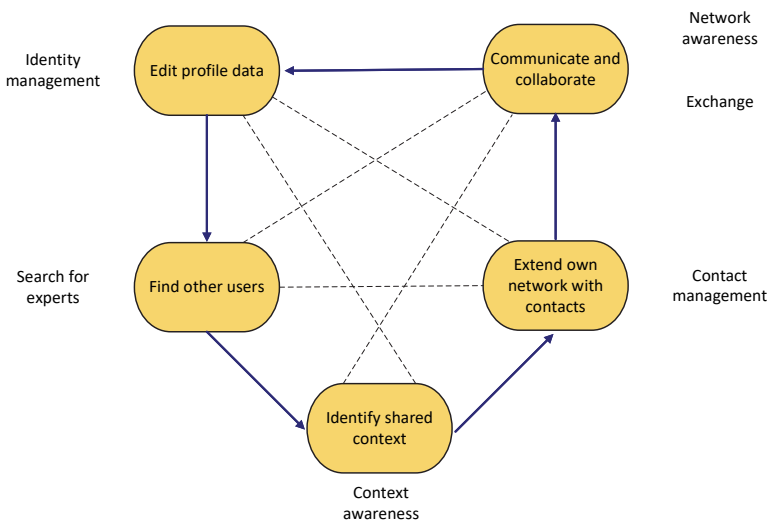 Identity
management
Edit profile data
Communicate and
collaborate
Network
awareness
Exchange
Search for
experts
Find other users
Extend own
network with
contacts
Contact
management
Identify shared
context
Context
awareness